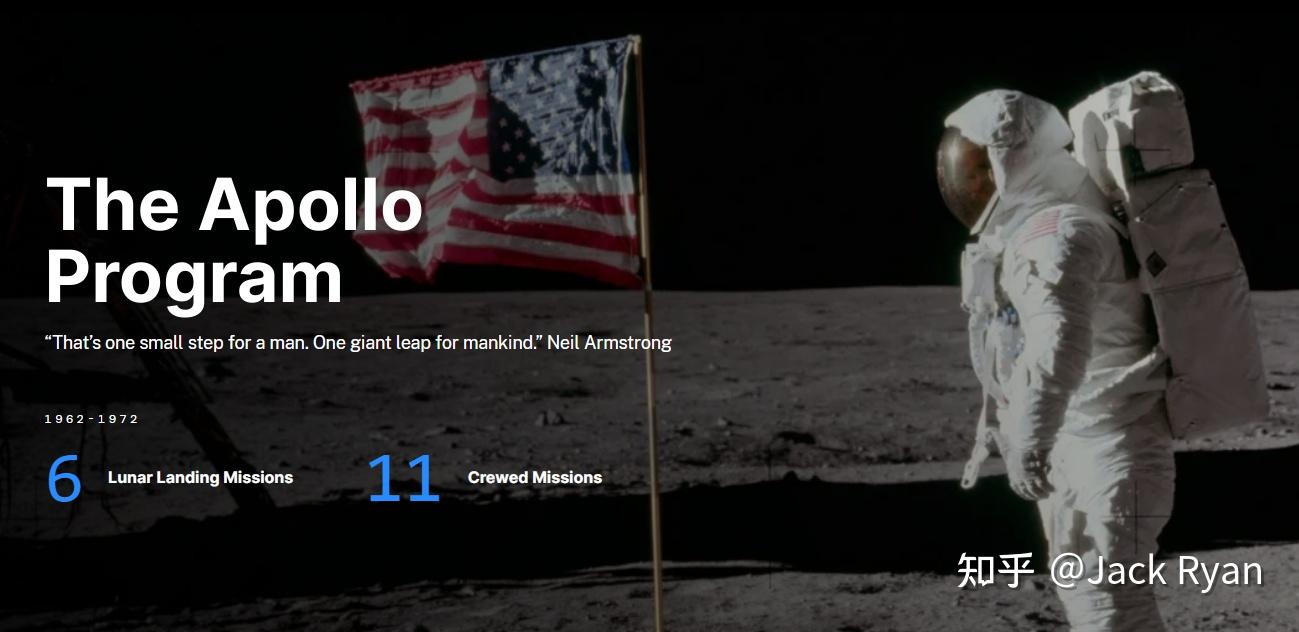 The Apollo
Program
“That’s one small step for a man. One giant leap for mankind.” Neil Armstrong
1962-1972
6 Lunar Landing Missions 11 Crewed Missions
知乎 @Jack Ryan